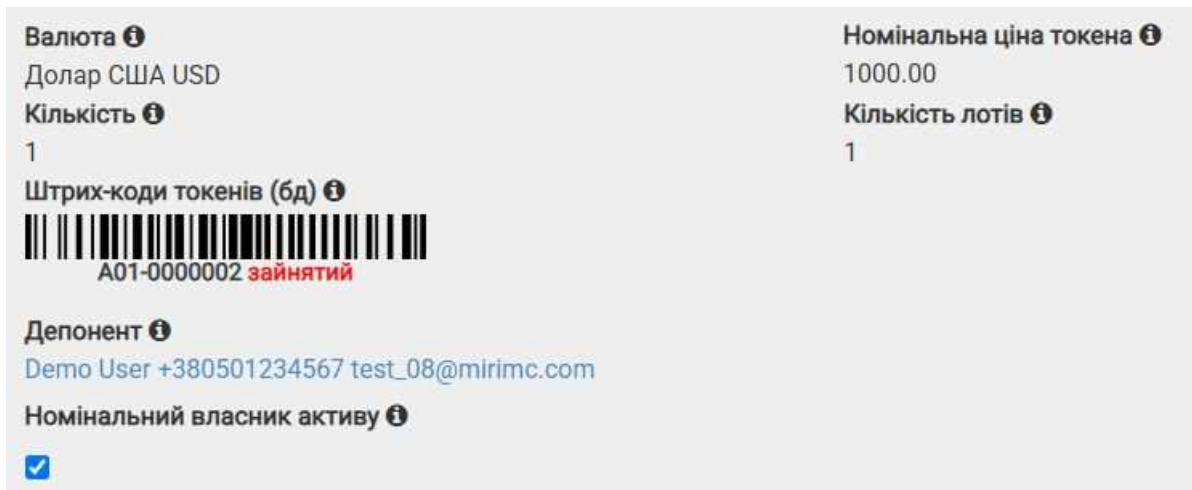 Валюта
Номінальна ціна токена
Долар США USD
1000.00
Кількість
Кількість лотів
1
1
Штрих-коди токенів (бд)
A01-0000002 зайнятий
Депонент
Demo User +380501234567 test_08@mirimc.com
Номінальний власник активу